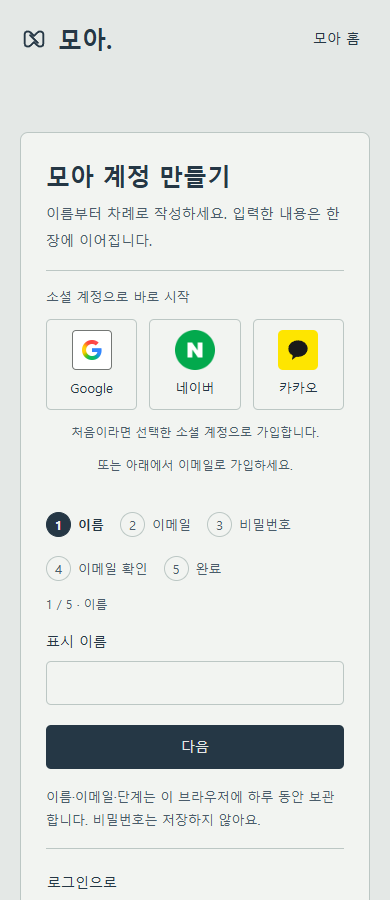 모아.
모아 홈
모아 계정 만들기
이름부터 차례로 작성하세요. 입력한 내용은 한
장에 이어집니다.
소셜 계정으로 바로 시작
Google
네이버
카카오
처음이라면 선택한 소셜 계정으로 가입합니다.
또는 아래에서 이메일로 가입하세요.
1 이름 2 이메일 3 비밀번호
4 이메일 확인 5 완료
1 / 5 · 이름
표시 이름
다음
이름·이메일·단계는 이 브라우저에 하루 동안 보관
합니다. 비밀번호는 저장하지 않아요.
로그인으로